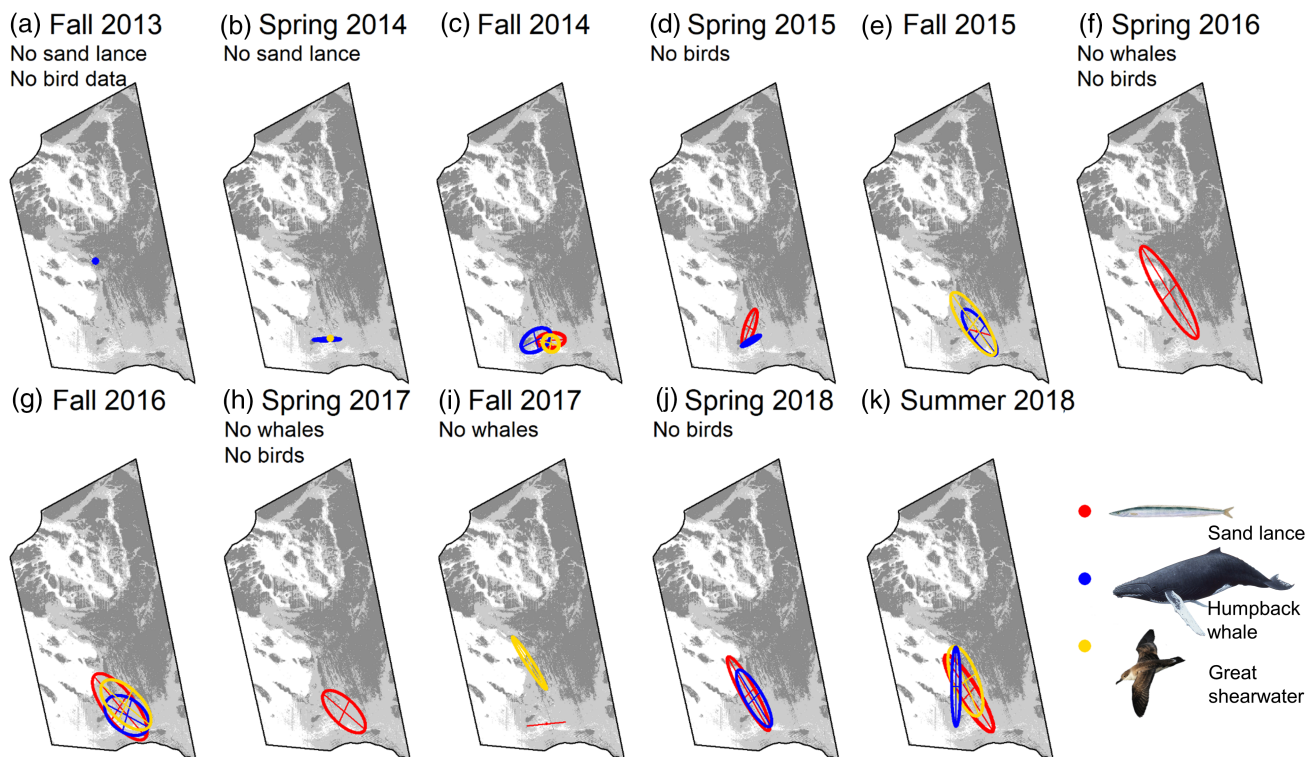 (a) Fall 2013
No sand lance
No bird data
(b) Spring 2014
No sand lance
(c) Fall 2014
(d) Spring 2015
No birds
(e) Fall 2015
(f) Spring 2016
No whales
No birds
(g) Fall 2016
(h) Spring 2017
No whales
No birds
(i) Fall 2017
No whales
(j) Spring 2018
No birds
(k) Summer 2018
Sand lance
Humpback
whale
Great
shearwater